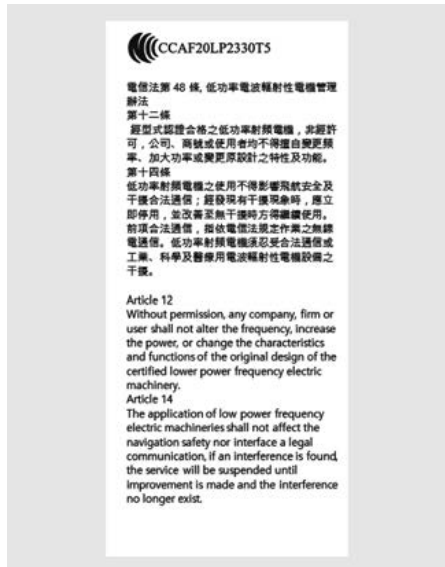 CCAF20LP2330T5
電信法第 48 條, 低功率電波輻射性電機管理
辦法
第十二條
經型式認證合格之低功率射頻電機，非經許
可，公司、商號或使用者均不得擅自變更頻
率、加大功率或變更原設計之特性及功能。
第十四條
低功率射頻電機之使用不得影響飛航安全及
干擾合法通信；經發現有干擾現象時，應立
即停用，並改善至無干擾時方得繼續使用。
前項合法通信，指依電信法規定作業之無線
電通信。低功率射頻電機須忍受合法通信或
工業、科學及醫療用電波輻射性電機設備之
干擾。
Article 12
Without permission, any company, firm or
user shall not alter the frequency, increase
the power, or change the characteristics
and functions of the original design of the
certified lower power frequency electric
machinery.
Article 14
The application of low power frequency
electric machineries shall not affect the
navigation safety nor interface a legal
communication, if an interference is found,
the service will be suspended until
improvement is made and the interference
no longer exist.